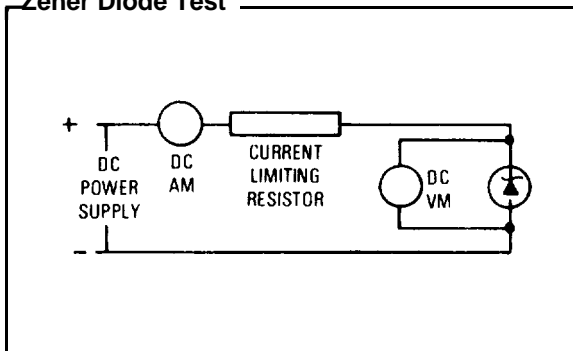 Zener Diode Test
+
DC
POWER
SUPPLY
−
DC
AM
CURRENT
LIMITING
RESISTOR
DC
VM